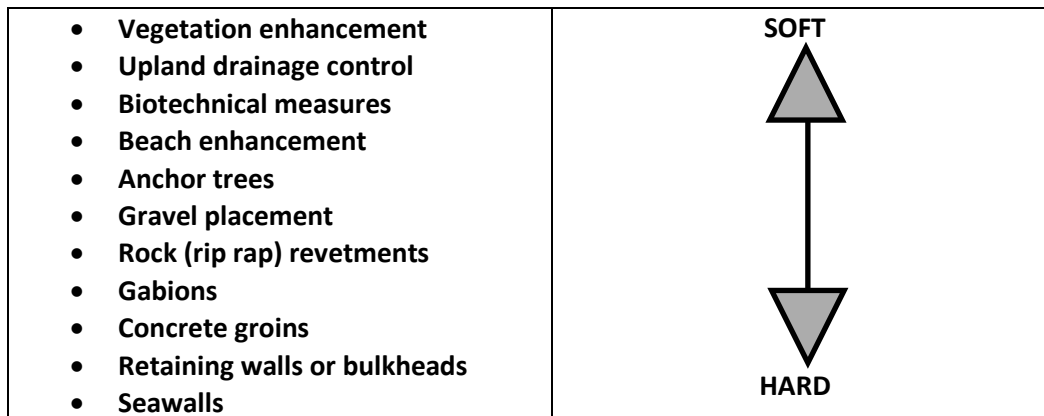 • Vegetation enhancement
• Upland drainage control
• Biotechnical measures
• Beach enhancement
• Anchor trees
• Gravel placement
• Rock (rip rap) revetments
• Gabions
• Concrete groins
• Retaining walls or bulkheads
• Seawalls
SOFT
HARD